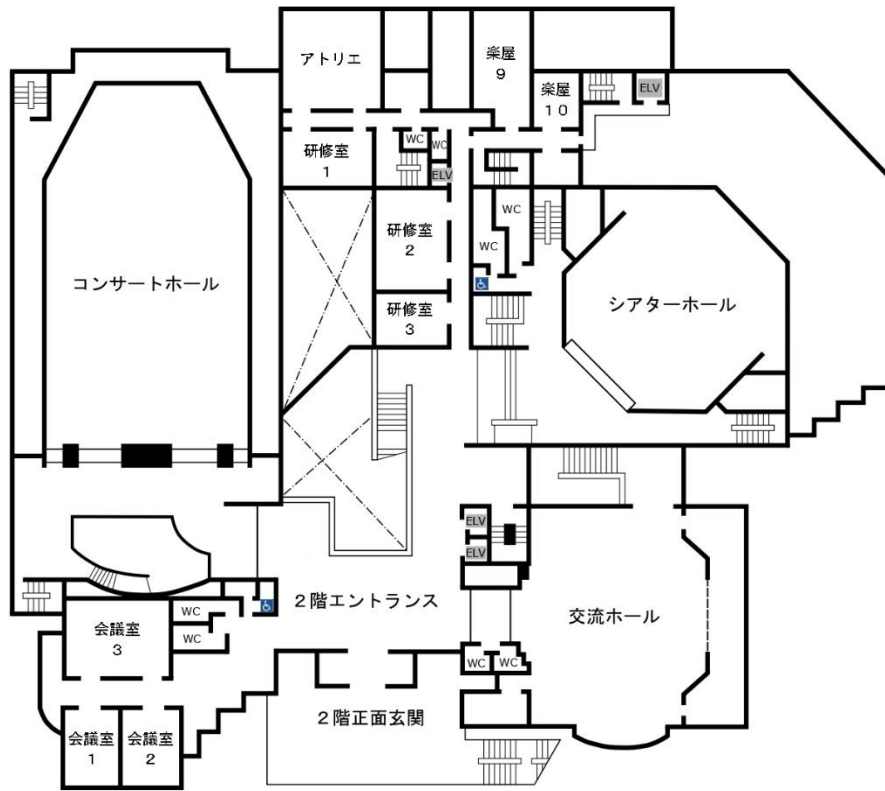 アトリエ
楽屋
9
楽屋
10
ELV
WC
WC
ELV
研修室
1
WC
WC
研修室
2
研修室
3
コンサートホール
シアターホール
ELV
ELV
2階エントランス
交流ホール
WC
WC
会議室
3
WC
WC
2階正面玄関
会議室
1
会議室
2